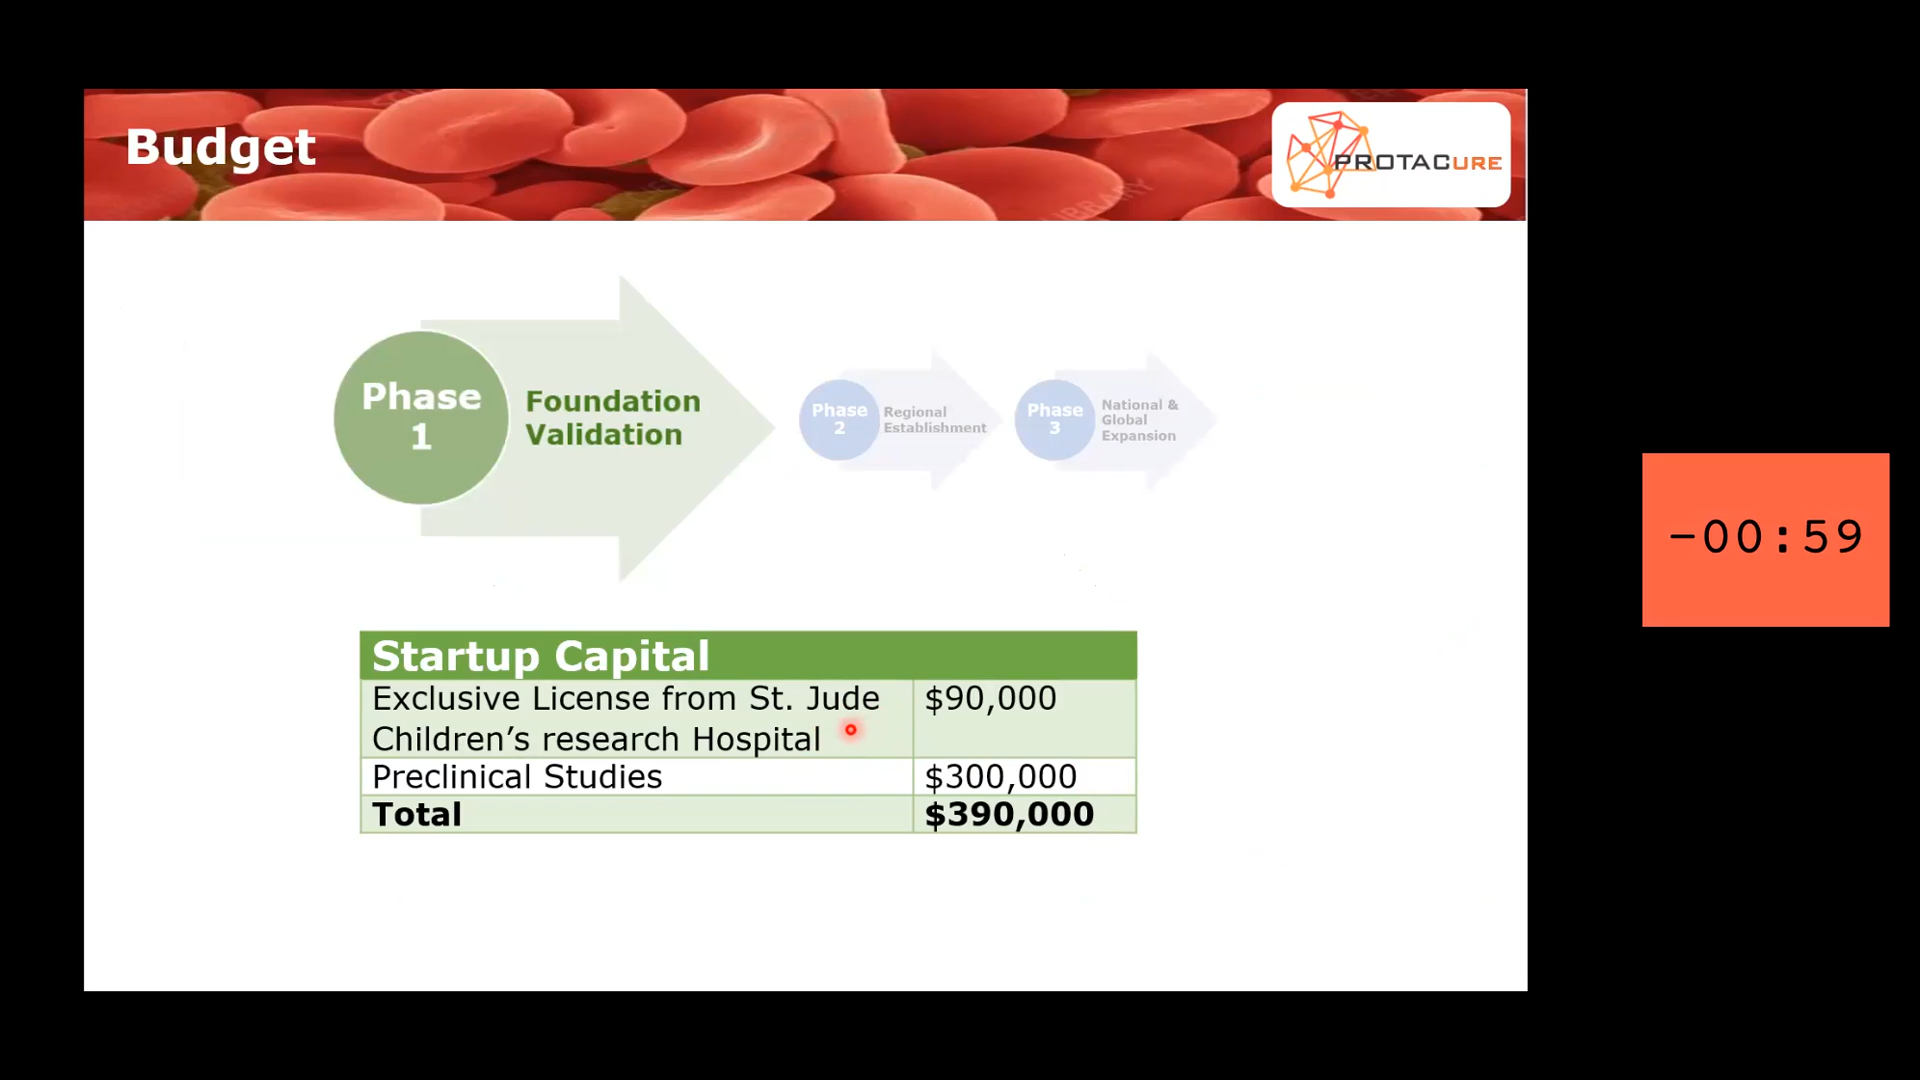 Budget
PROTACURE
Phase
1
Foundation
Validation
Phase
2
Regional
Establishment
Phase
3
National &
Global
Expansion
-00:59
Startup Capital
Exclusive License from St. Jude
Children’s research Hospital
$90,000
Preclinical Studies
$300,000
Total
$390,000